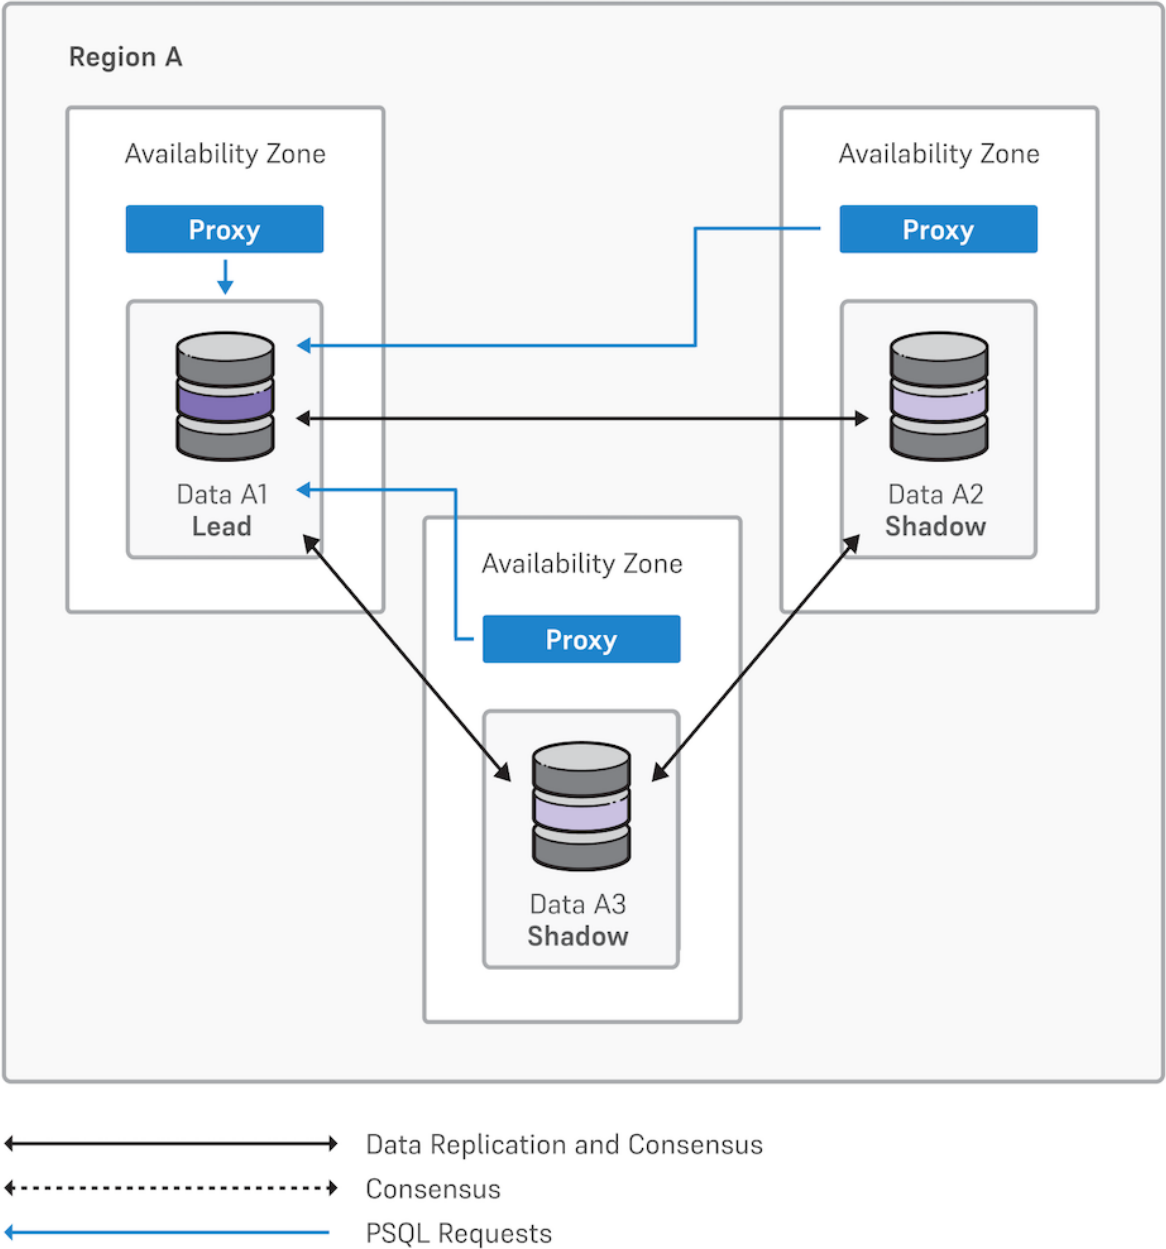 Region A
Availability Zone
Proxy
Data A1
Lead
Availability Zone
Proxy
Data A2
Shadow
Availability Zone
Proxy
Data A3
Shadow
Data Replication and Consensus
Consensus
PSQL Requests